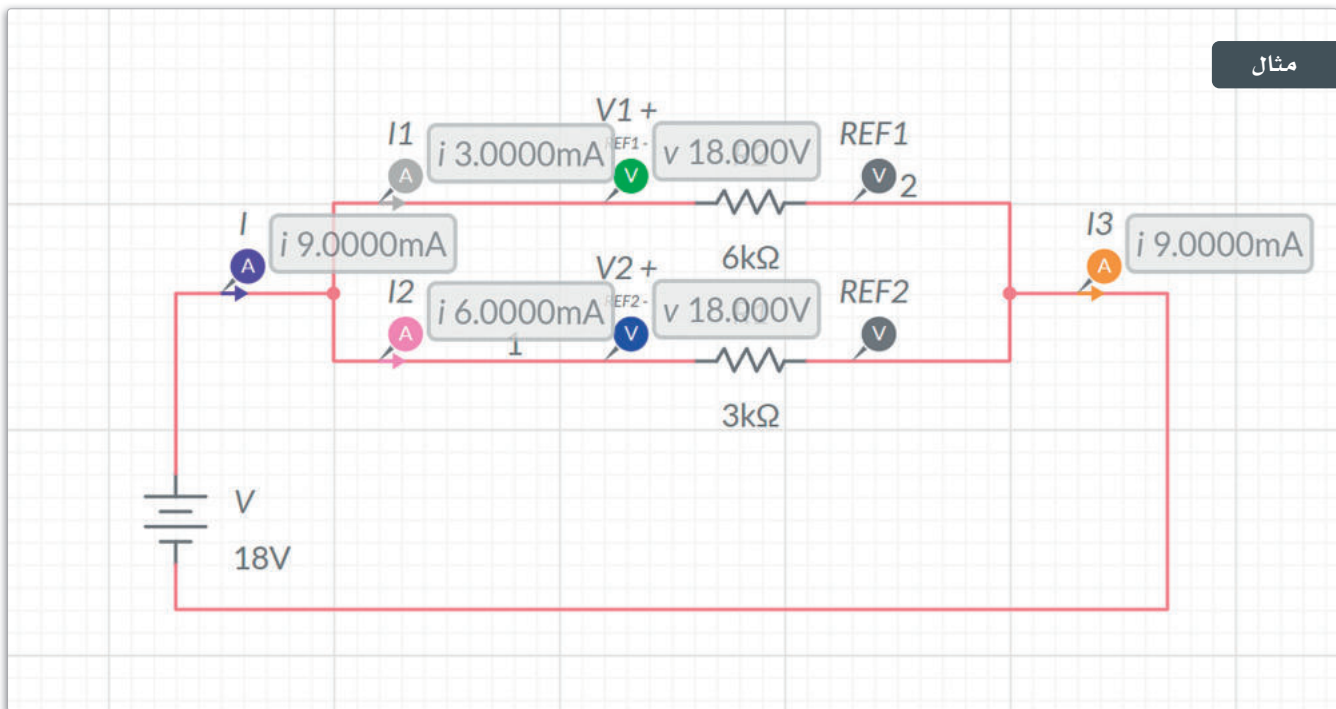 مثال
V1 +
I1
i 3.0000mA
REF1 -
v 18.000V
REF1
2
I
i 9.0000mA
6kΩ
I3
i 9.0000mA
V2 +
I2
i 6.0000mA
REF2 -
v 18.000V
REF2
1
3kΩ
V
18V